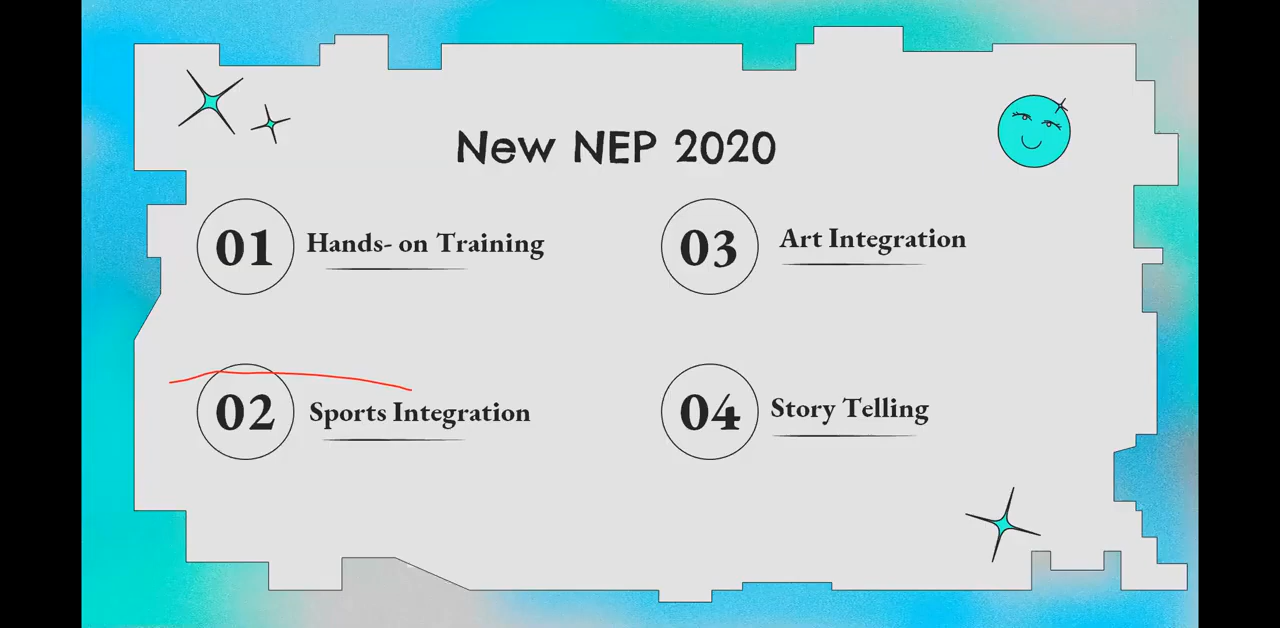 New NEP 2020
01 Hands- on Training
02 Sports Integration
03 Art Integration
04 Story Telling